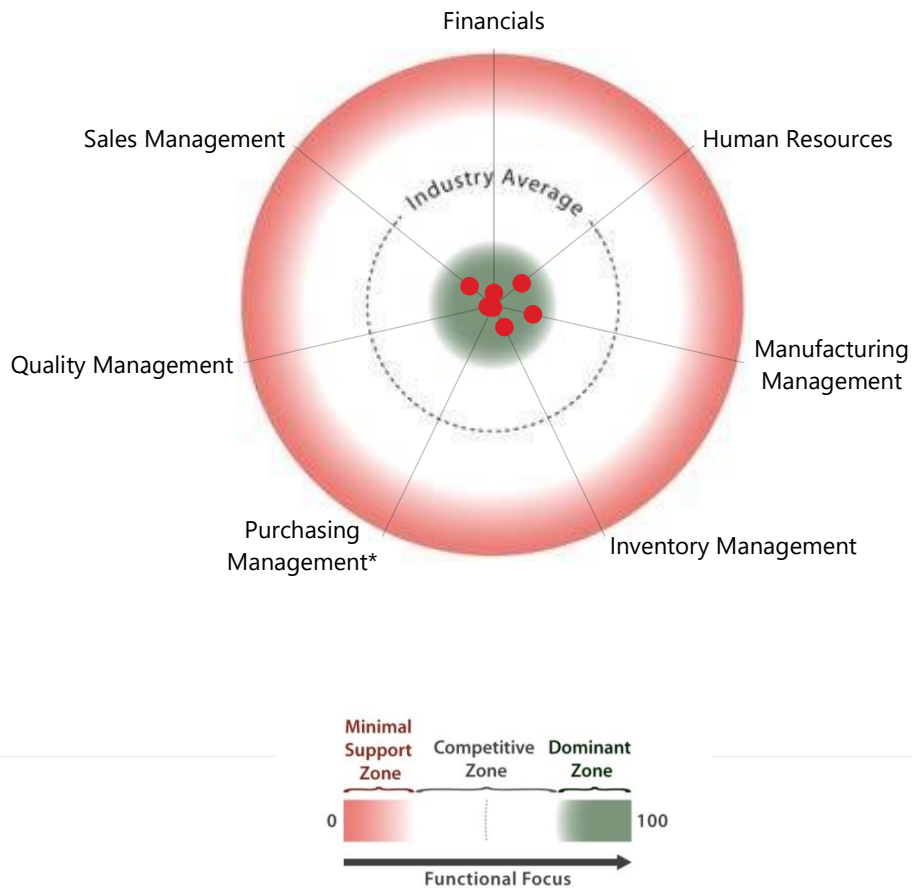 Financials
Sales Management
Human Resources
Industry Average
Quality Management
Manufacturing
Management
Purchasing
Management*
Inventory Management
Minimal
Support
Zone
Competitive
Zone
Dominant
Zone
0
100
Functional Focus